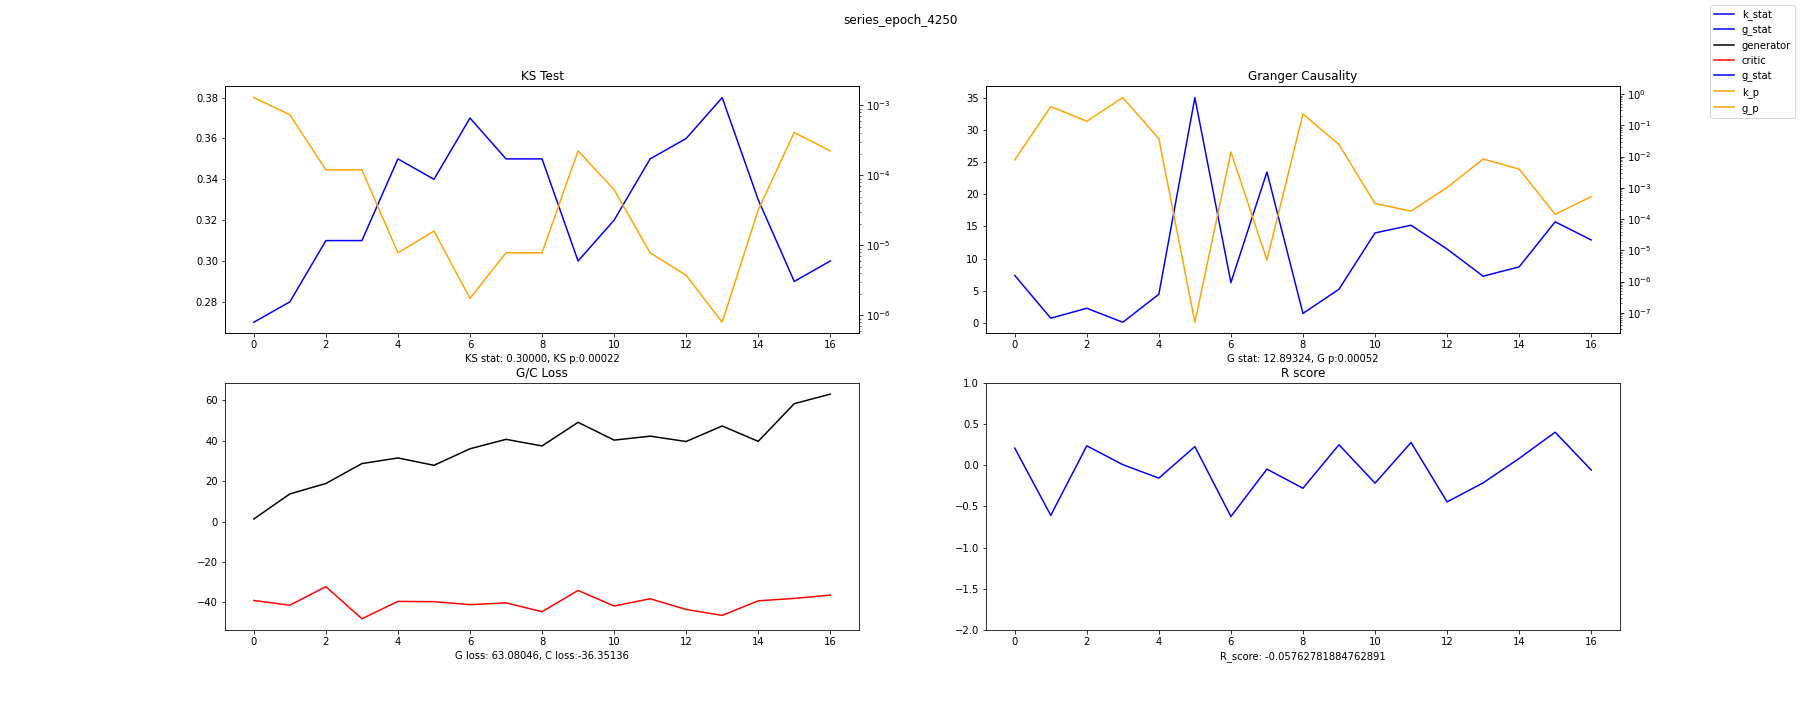 series_epoch_4250
k_stat
g_stat
generator
critic
g_stat
k_p
g_p
KS Test
0.38
0.36
0.34
0.32
0.30
0.28
10⁻³
10⁻⁴
10⁻⁵
10⁻⁶
0 2 4 6 8 10 12 14 16
KS stat: 0.30000, KS p:0.00022
Granger Causality
35
30
25
20
15
10
5
0
10⁰
10⁻¹
10⁻²
10⁻³
10⁻⁴
10⁻⁵
10⁻⁶
10⁻⁷
0 2 4 6 8 10 12 14 16
G stat: 12.89324, G p:0.00052
G/C Loss
60
40
20
0
−20
−40
0 2 4 6 8 10 12 14 16
G loss: 63.08046, C loss:-36.35136
R score
1.0
0.5
0.0
−0.5
−1.0
−1.5
−2.0
0 2 4 6 8 10 12 14 16
R_score: -0.05762781884762891